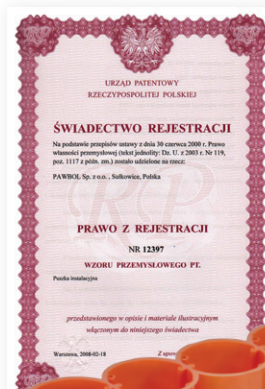 URZĄD PATENTOWY
RZECZYPOSPOLITEJ POLSKIEJ
ŚWIADECTWO REJESTRACJI
Na podstawie przepisów ustawy z dnia 30 czerwca 2000 r. Prawo
własności przemysłowej (tekst jednolity: Dz. U. z 2003 r. Nr 119,
poz. 1117 z późn. zm.) zostało udzielone na rzecz:
PAWBOL Sp. z o.o. , Sułkowice, Polska
PRAWO Z REJESTRACJI
NR 12397
WZORU PRZEMYSŁOWEGO PT.
Puszka instalacyjna
przedstawionego w opisie i materiale ilustracyjnym
włączonym do niniejszego świadectwa
Warszawa, 2008-02-18
Z upow